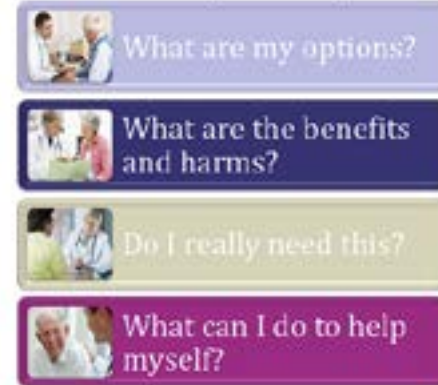 What are my options?
What are the benefits
and harms?
Do I really need this?
What can I do to help
myself?